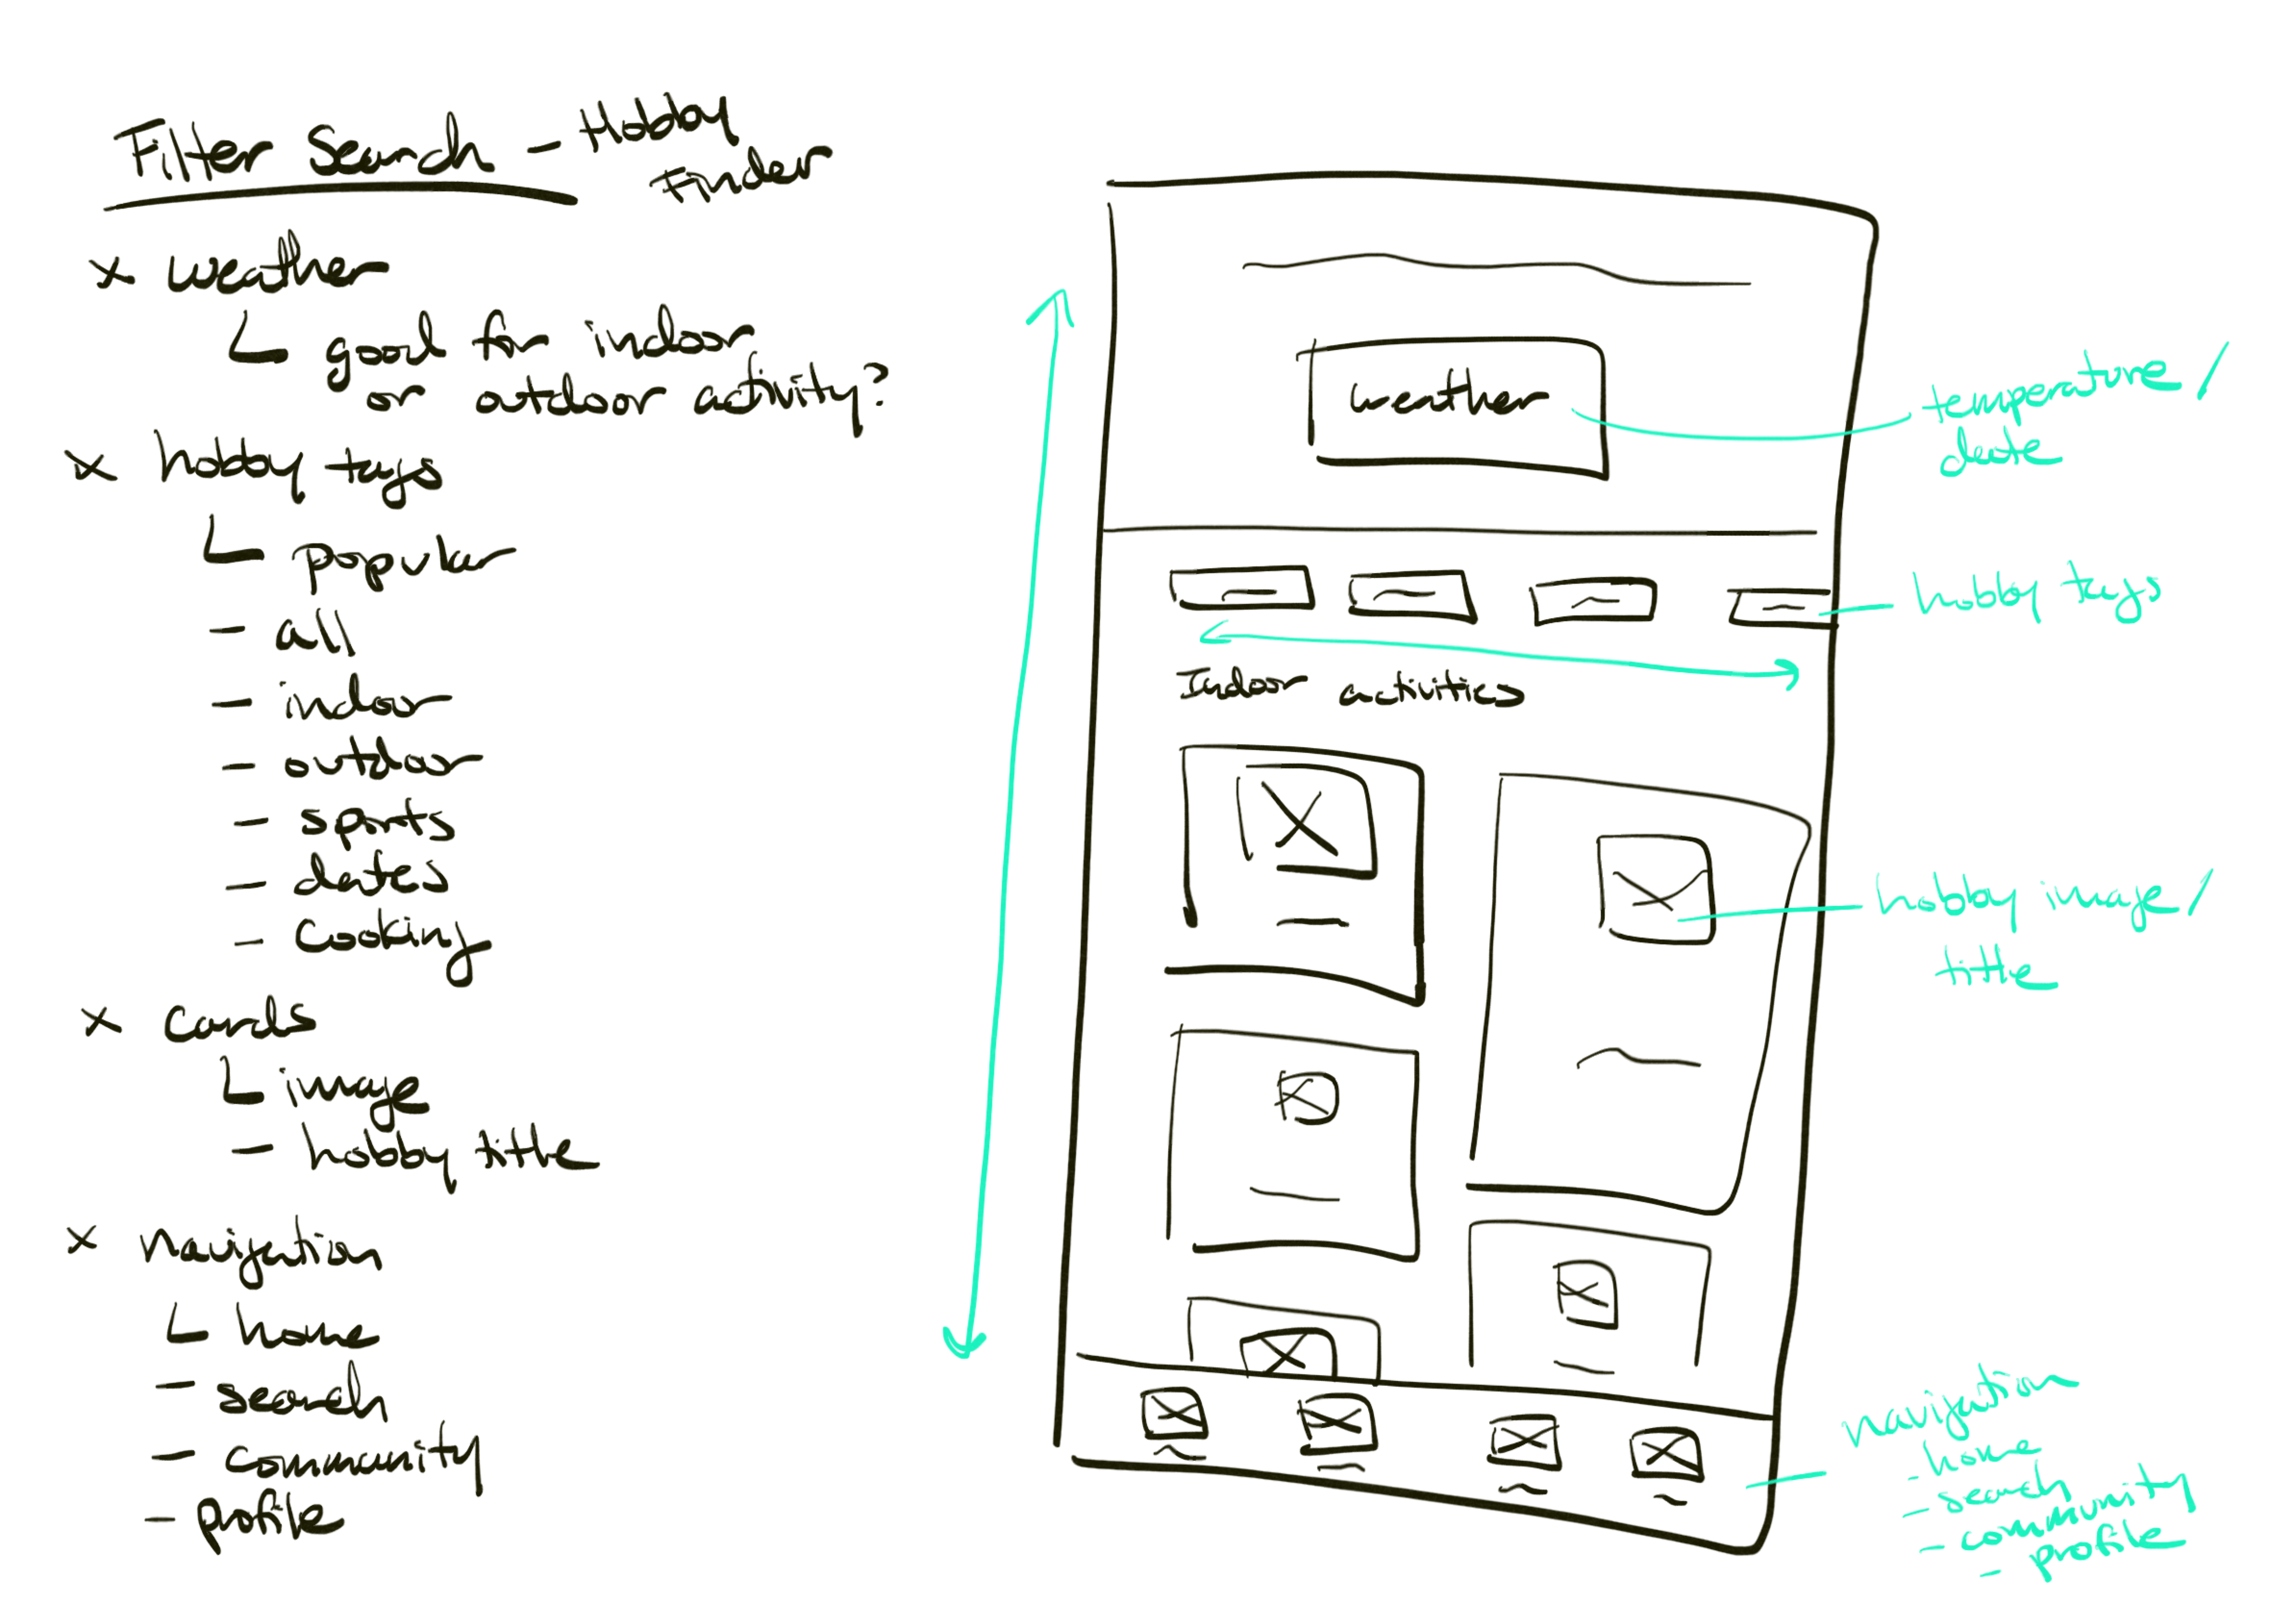 Filter Search - Hobby
Finder
x weather
good for indoor
or outdoor activity?
x hobby tags
popular
- all
- indoor
- outdoor
- sports
- dates
- cooking
x cards
image
- hobby title
x navigation
home
- search
- community
- profile
weather
temperature/
date
hobby tags
Indoor activities
hobby image/
title
navigation
- home
- search
- community
- profile